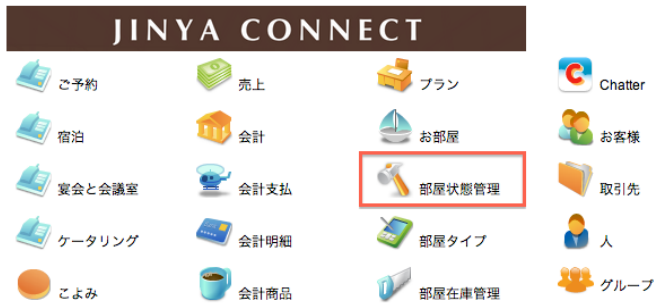 JINYA CONNECT
ご予約 売上 プラン Chatter
宿泊 会計 お部屋 お客様
宴会と会議室 会計支払 部屋状態管理 取引先
ケータリング 会計明細 部屋タイプ 人
こよみ 会計商品 部屋在庫管理 グループ